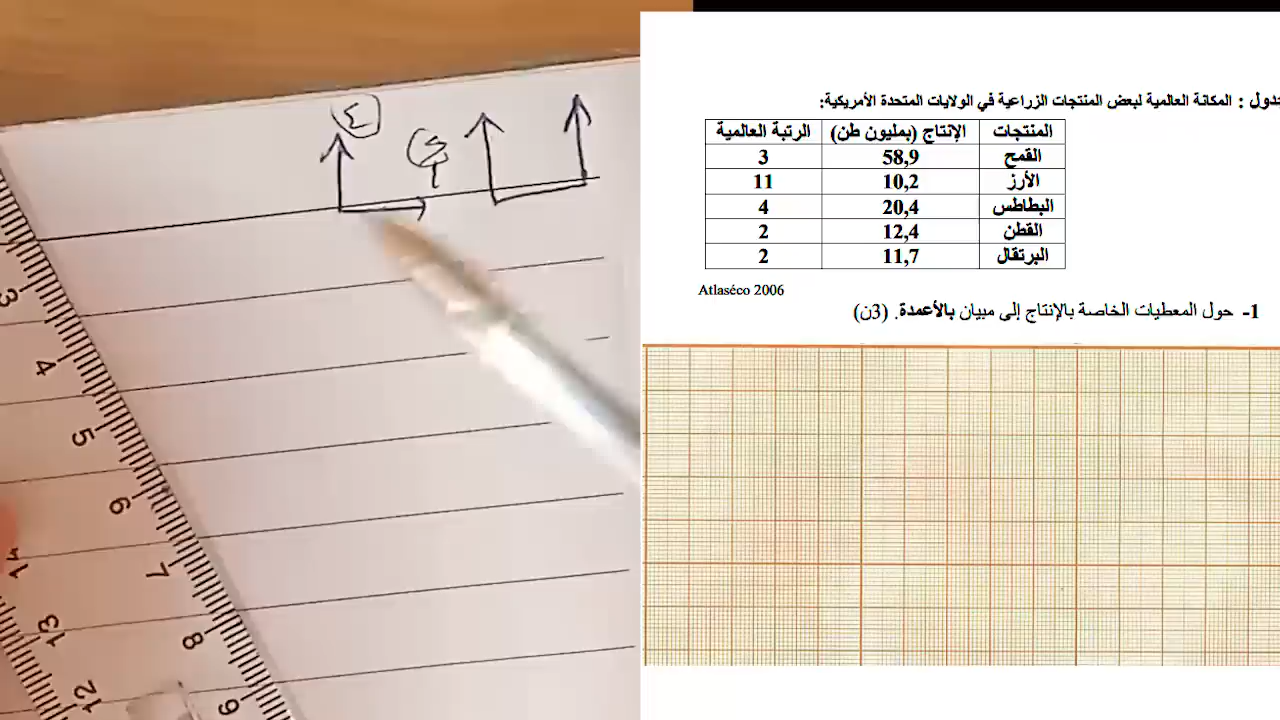 جدول : المكانة العالمية لبعض المنتجات الزراعية في الولايات المتحدة الأمريكية:
المنتجات الإنتاج (بمليون طن) الرتبة العالمية
القمح 58,9 3
الأرز 10,2 11
البطاطس 20,4 4
القطن 12,4 2
البرتقال 11,7 2
Atlaséco 2006
1- حول المعطيات الخاصة بالإنتاج إلى مبيان بالأعمدة. (3ن)
3
4
5
6
7
8
9
14
13
12